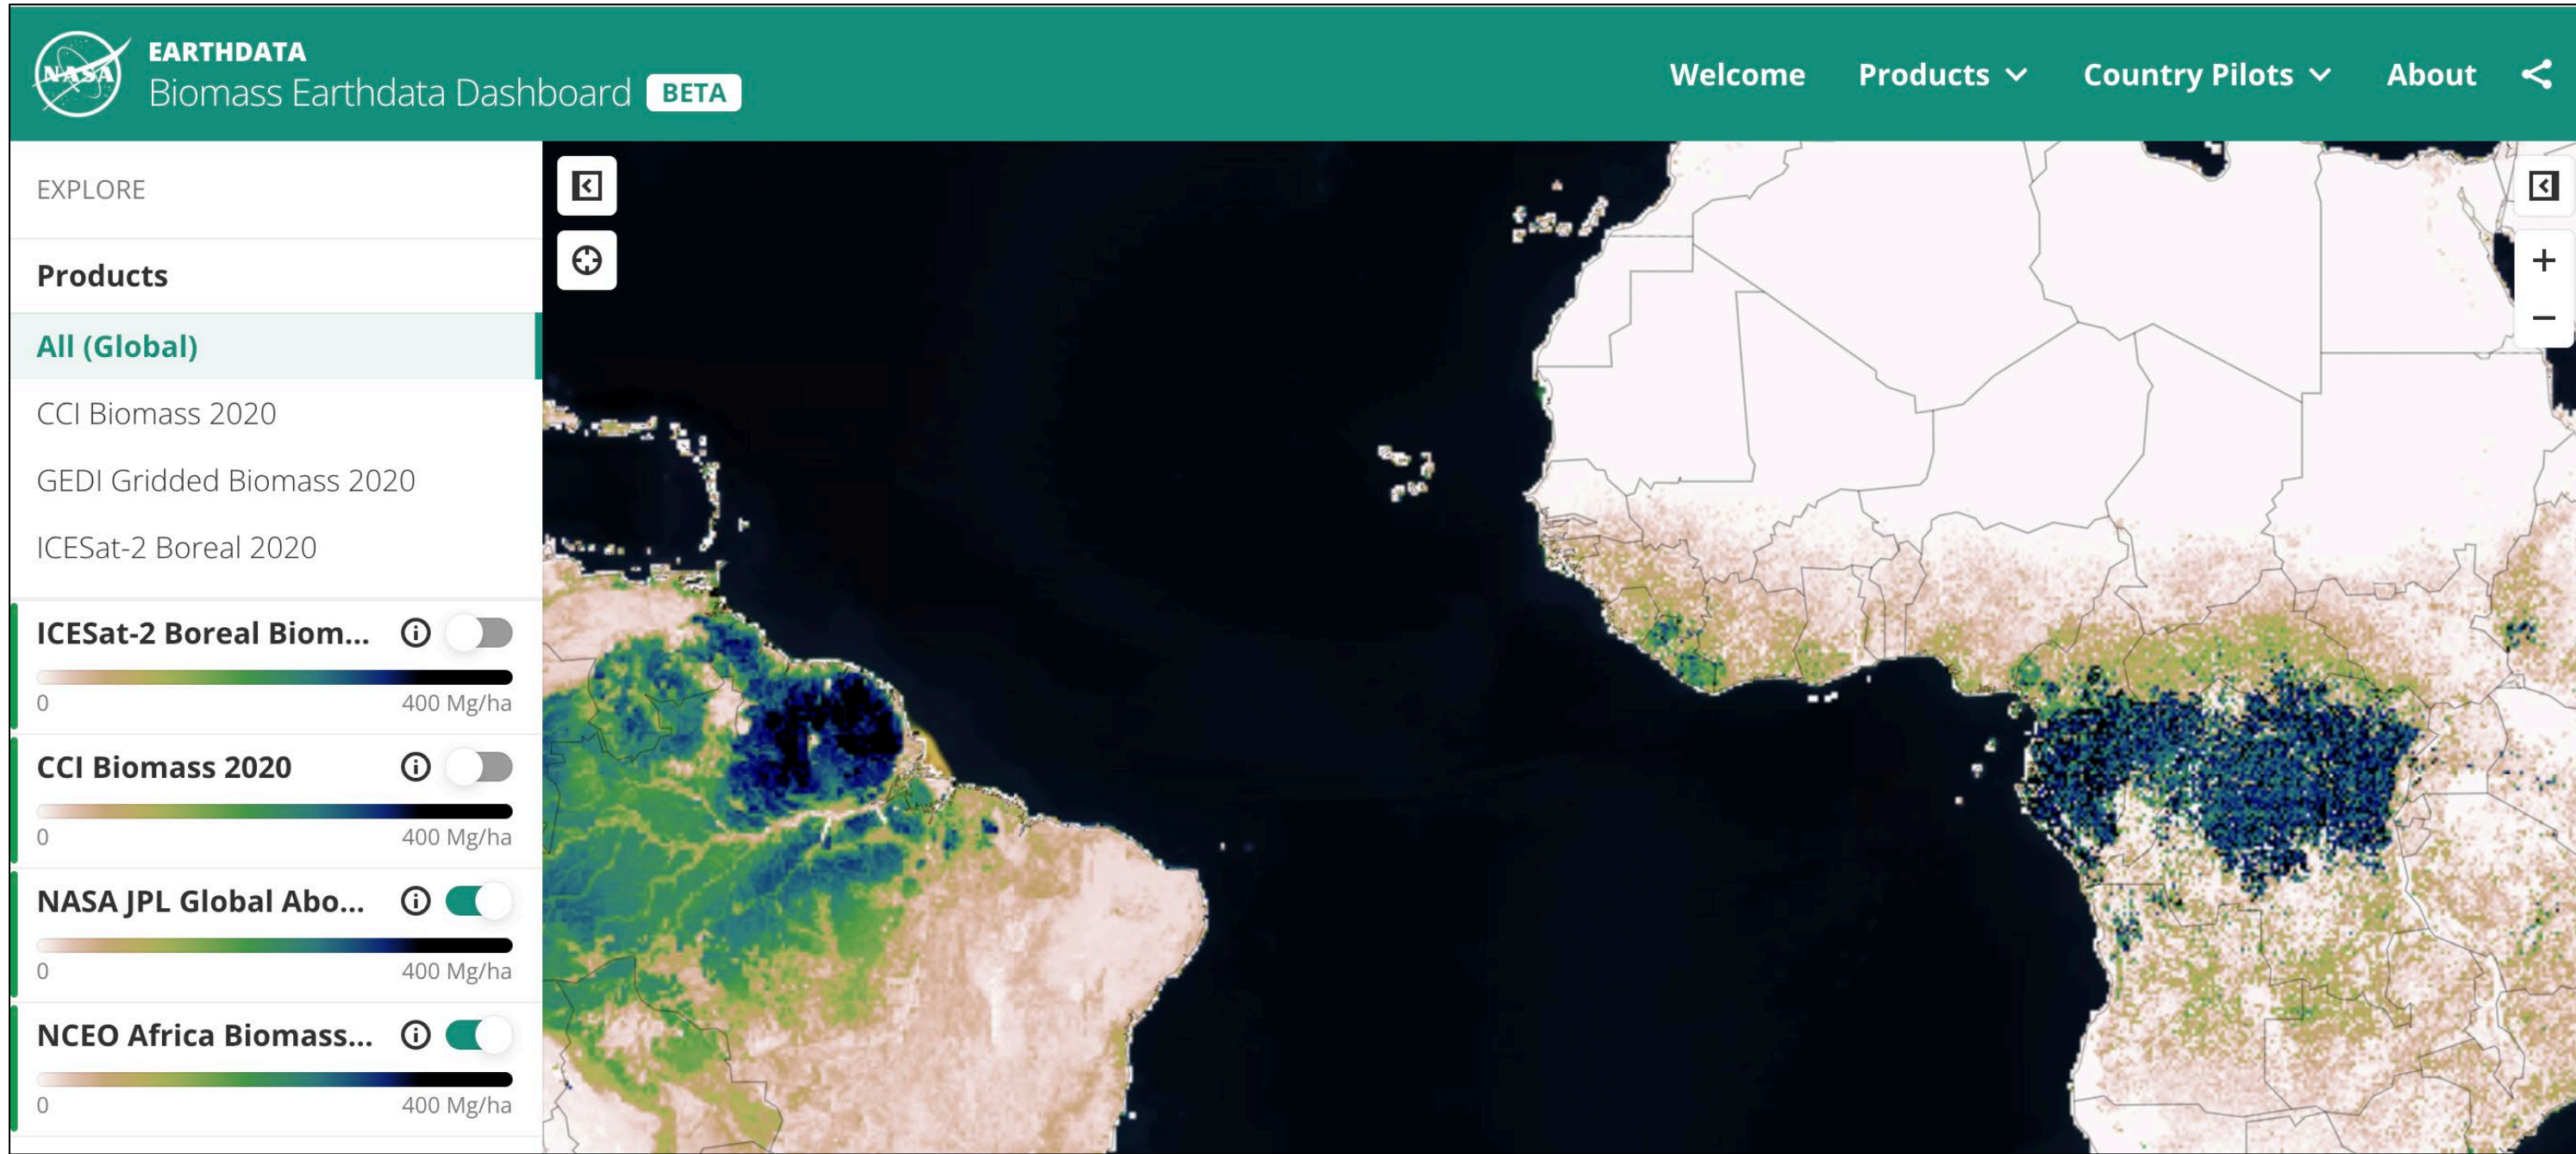 NASA
EARTHDATA
Biomass Earthdata Dashboard BETA
Welcome Products Country Pilots About
EXPLORE
Products
All (Global)
CCI Biomass 2020
GEDI Gridded Biomass 2020
ICESat-2 Boreal 2020
ICESat-2 Boreal Biom...
0 400 Mg/ha
CCI Biomass 2020
0 400 Mg/ha
NASA JPL Global Abo...
0 400 Mg/ha
NCEO Africa Biomass...
0 400 Mg/ha